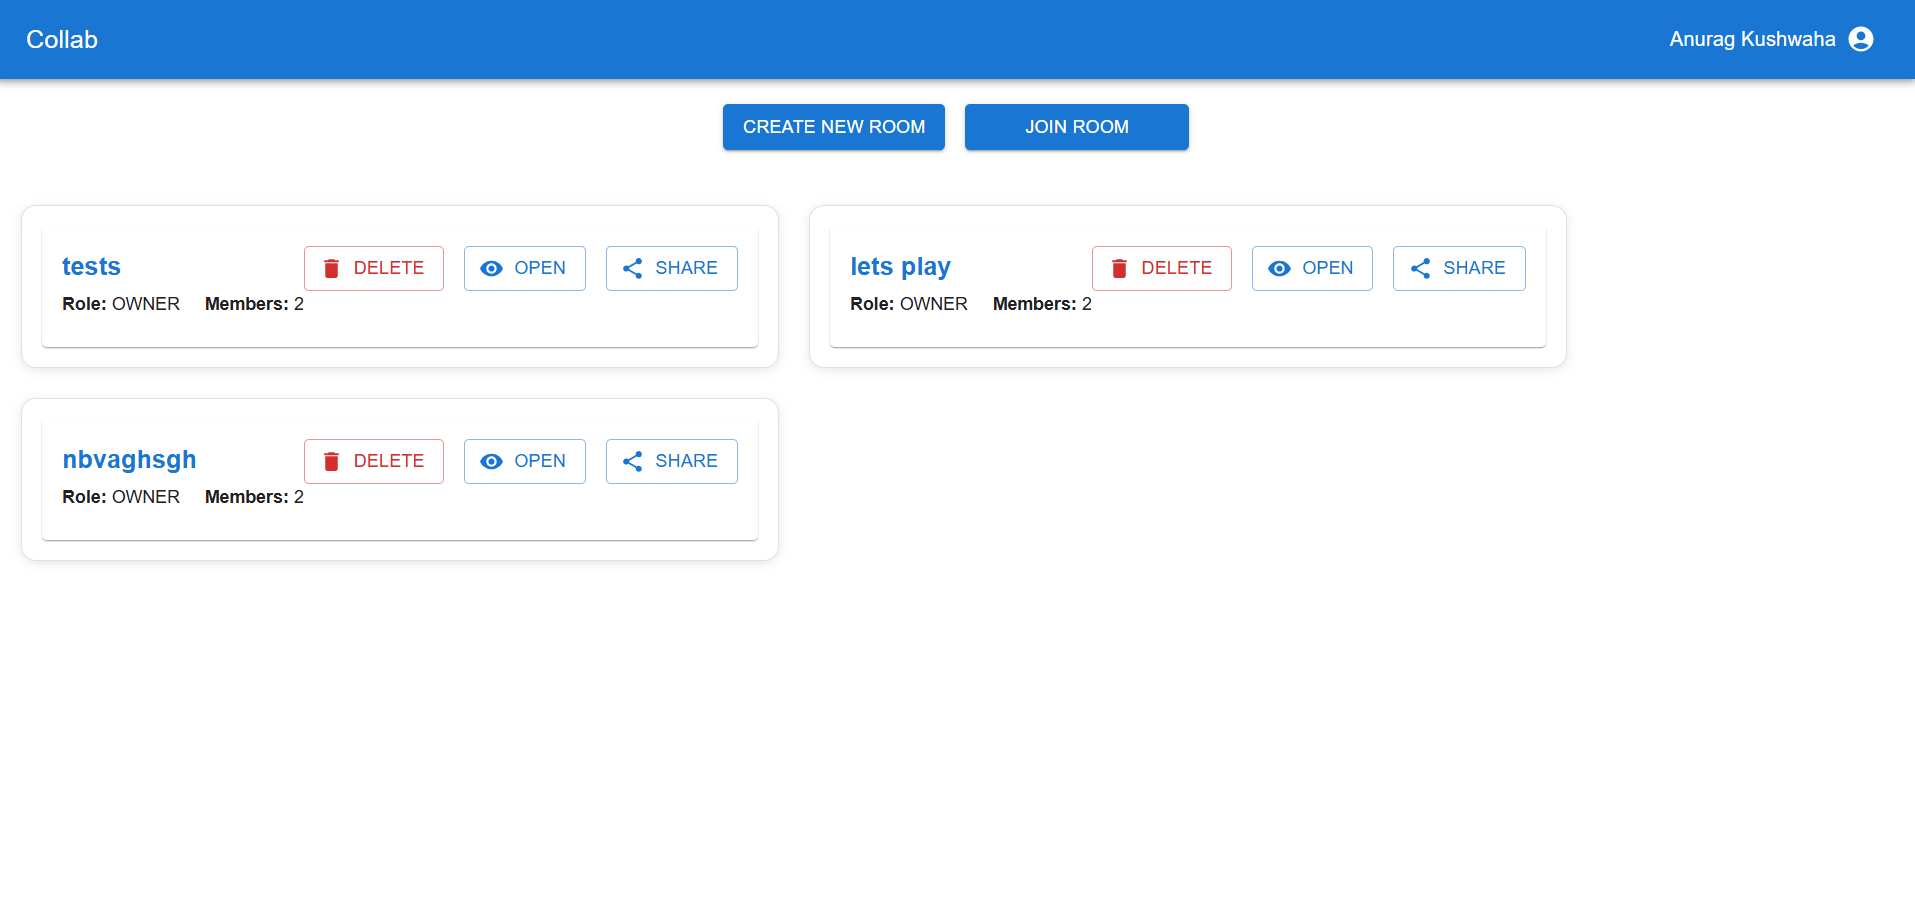 Collab
Anurag Kushwaha
CREATE NEW ROOM
JOIN ROOM
tests
DELETE
OPEN
SHARE
Role: OWNER Members: 2
lets play
DELETE
OPEN
SHARE
Role: OWNER Members: 2
nbvaghsgh
DELETE
OPEN
SHARE
Role: OWNER Members: 2